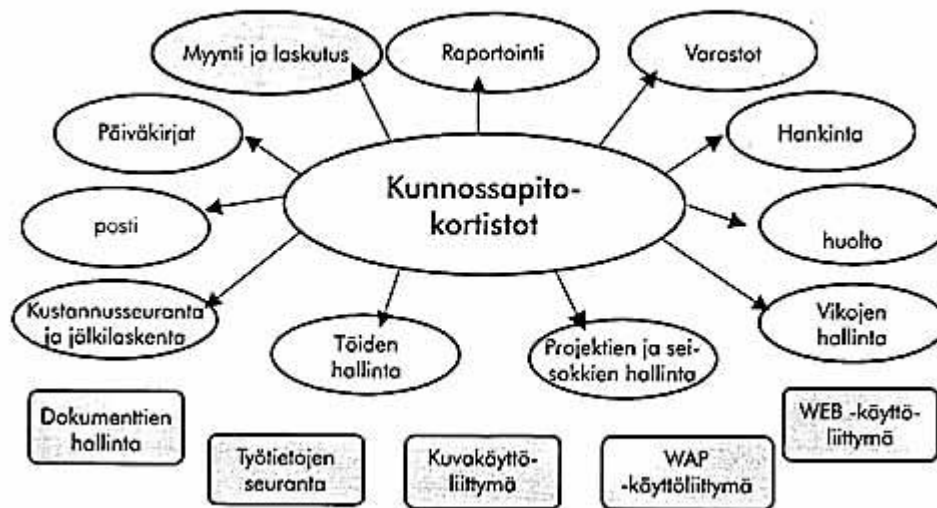 Myynti ja laskutus
Raportointi
Varastot
Päiväkirjat
Hankinta
Kunnossapito-
kortistot
posti
huolto
Kustannusseuranta
ja jälkilaskenta
Töiden
hallinta
Projektien ja sei-
sokkien hallinta
Vikojen
hallinta
Dokumenttien
hallinta
Työtietojen
seuranta
Kuvakäyttö-
liittymä
WAP
-käyttöliittymä
WEB -käyttö-
liittymä